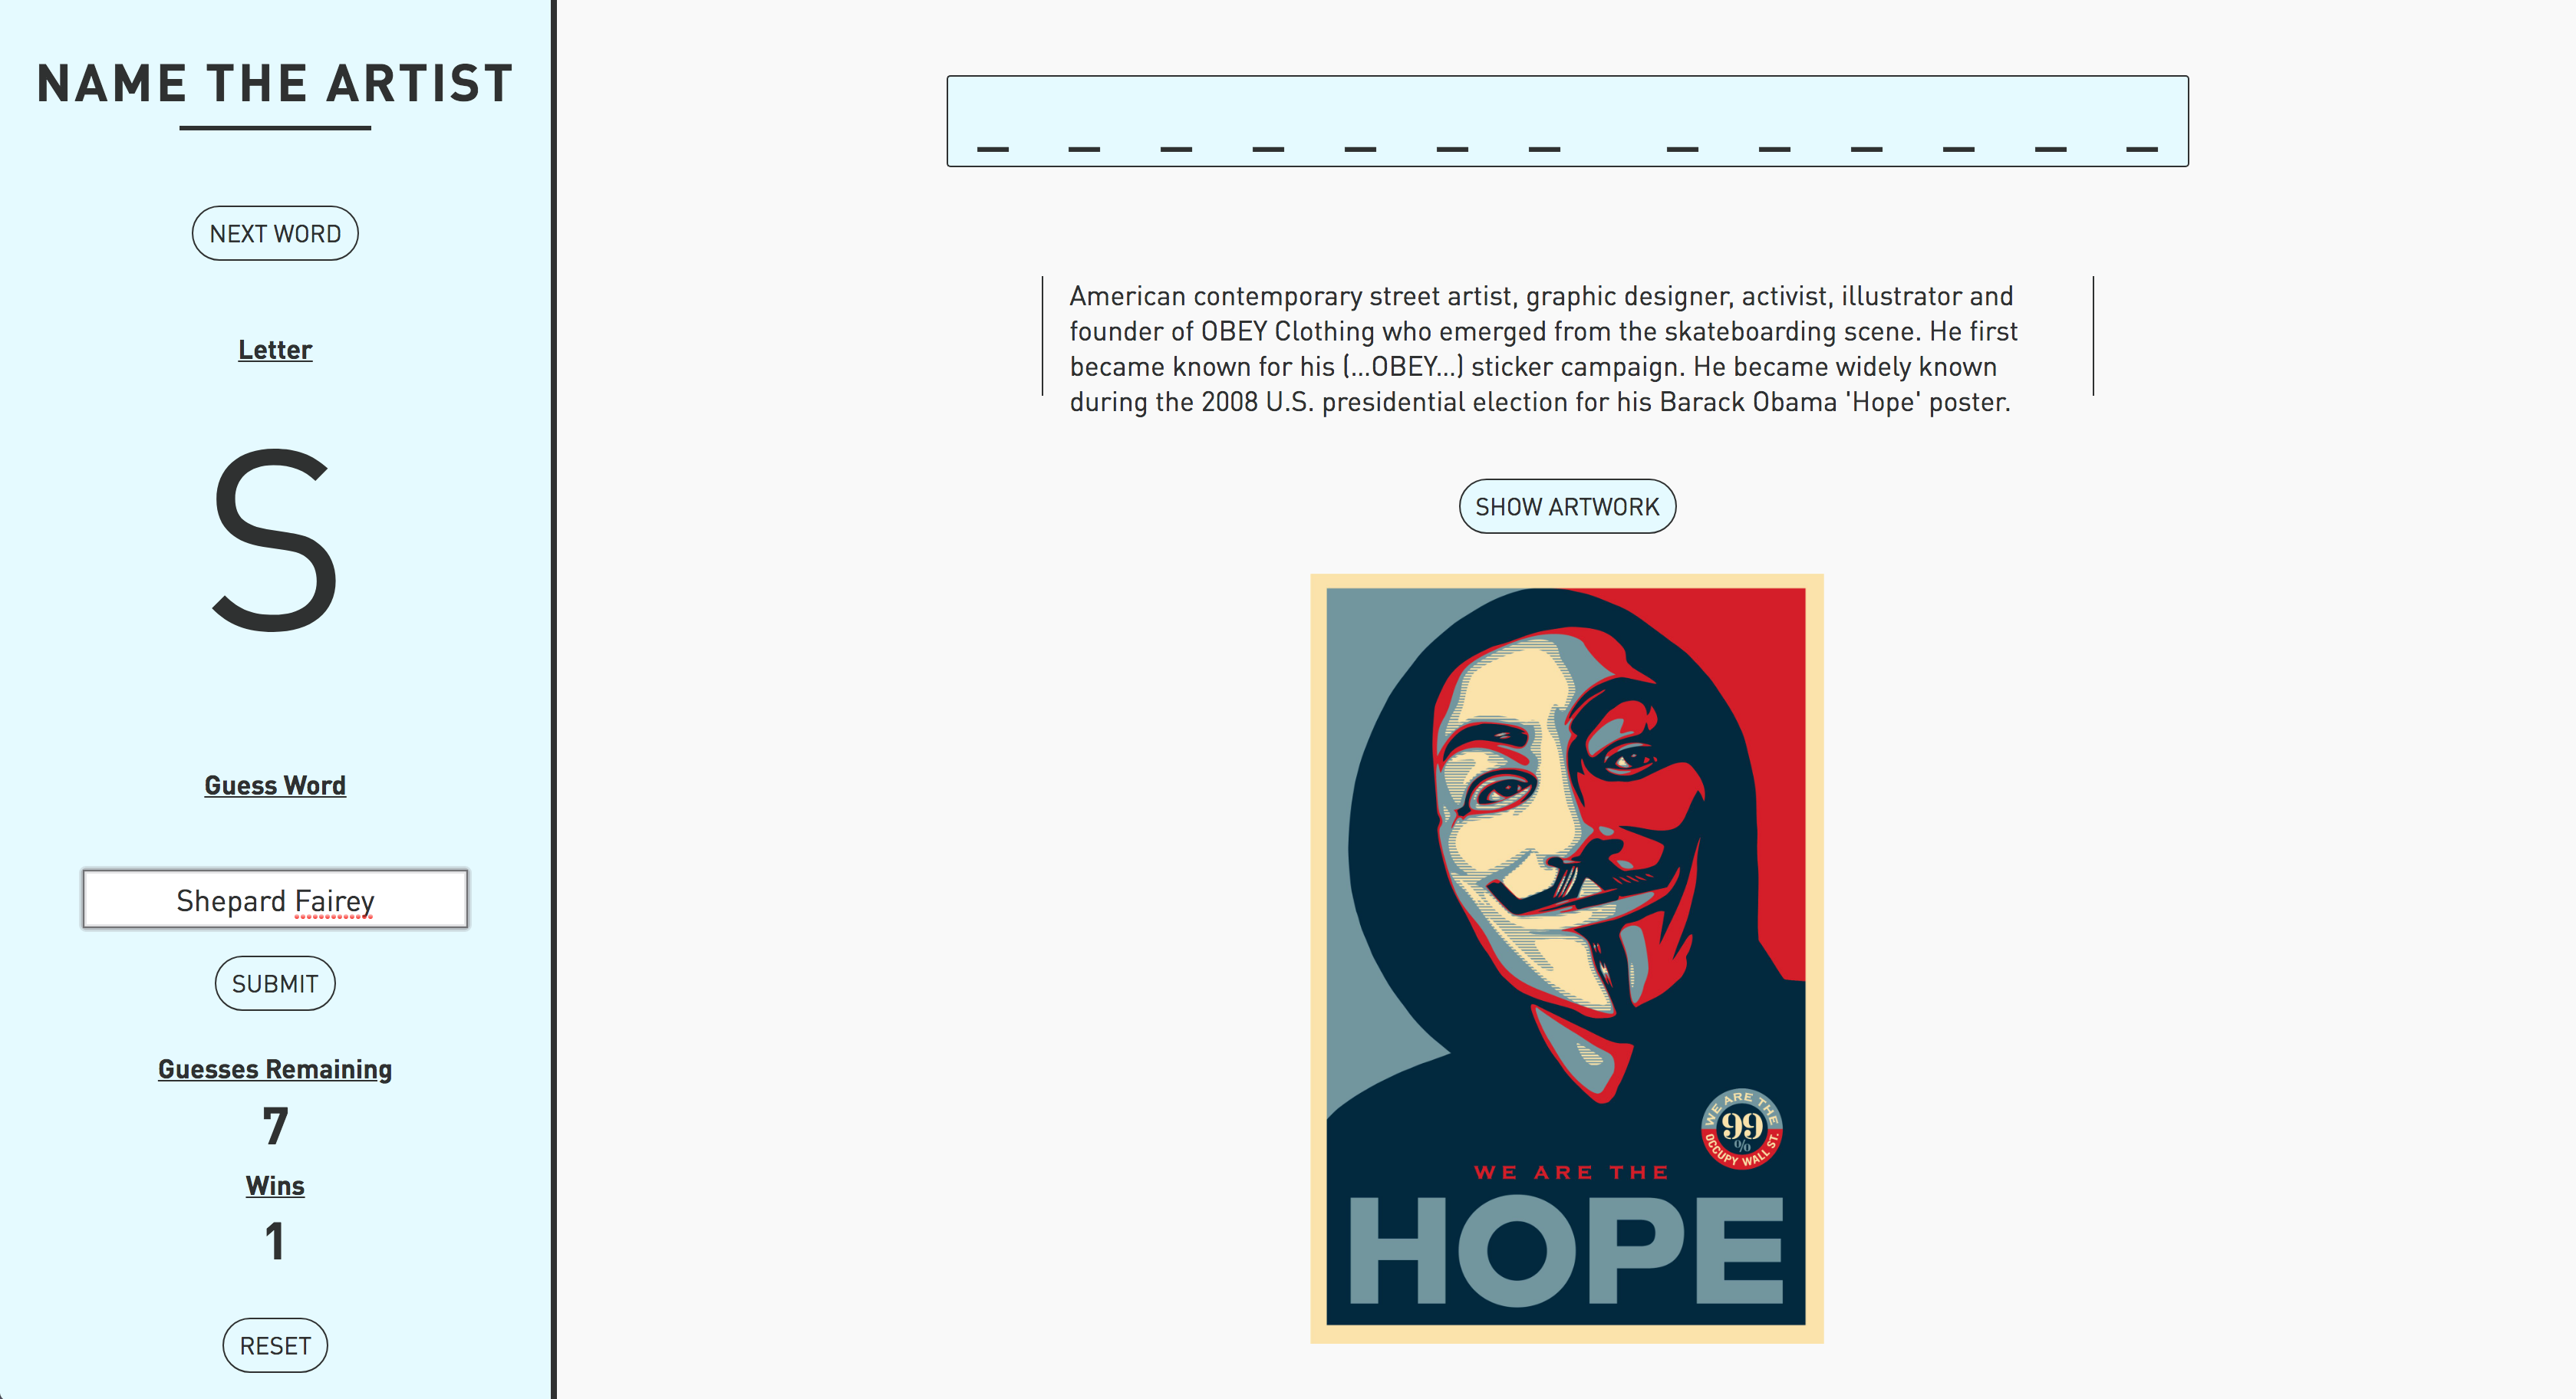 NAME THE ARTIST
NEXT WORD
Letter
S
Guess Word
Shepard Fairey
SUBMIT
Guesses Remaining
7
Wins
1
RESET
_ _ _ _ _ _ _ _ _ _ _ _ _
American contemporary street artist, graphic designer, activist, illustrator and
founder of OBEY Clothing who emerged from the skateboarding scene. He first
became known for his (...OBEY...) sticker campaign. He became widely known
during the 2008 U.S. presidential election for his Barack Obama 'Hope' poster.
SHOW ARTWORK
WE ARE THE
99
%
OCCUPY WALL ST.
WE ARE THE
HOPE